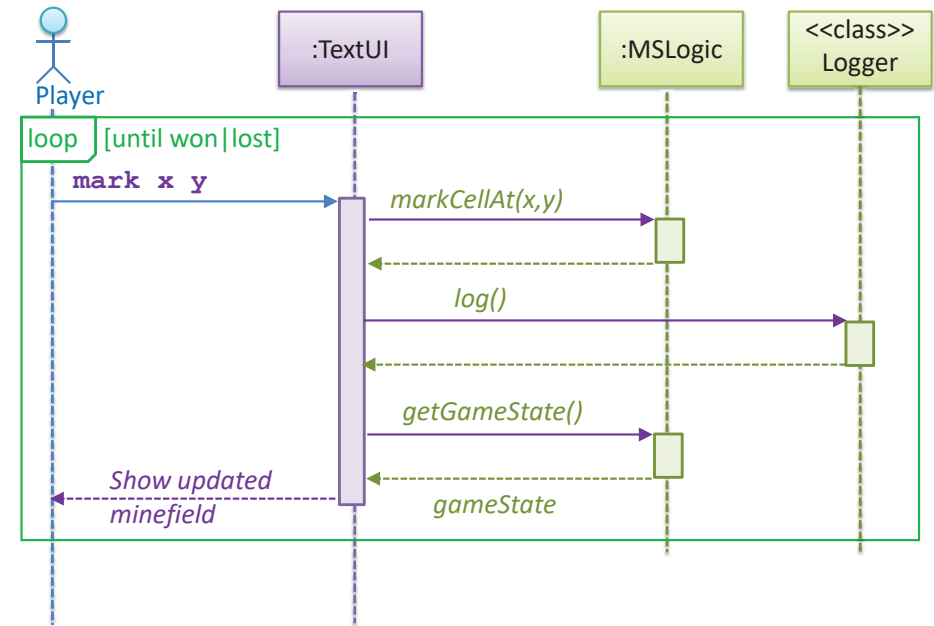 :TextUI
:MSLogic
<<class>>
Logger
Player
loop
[until won|lost]
mark x y
markCellAt(x,y)
log()
getGameState()
Show updated
minefield
gameState